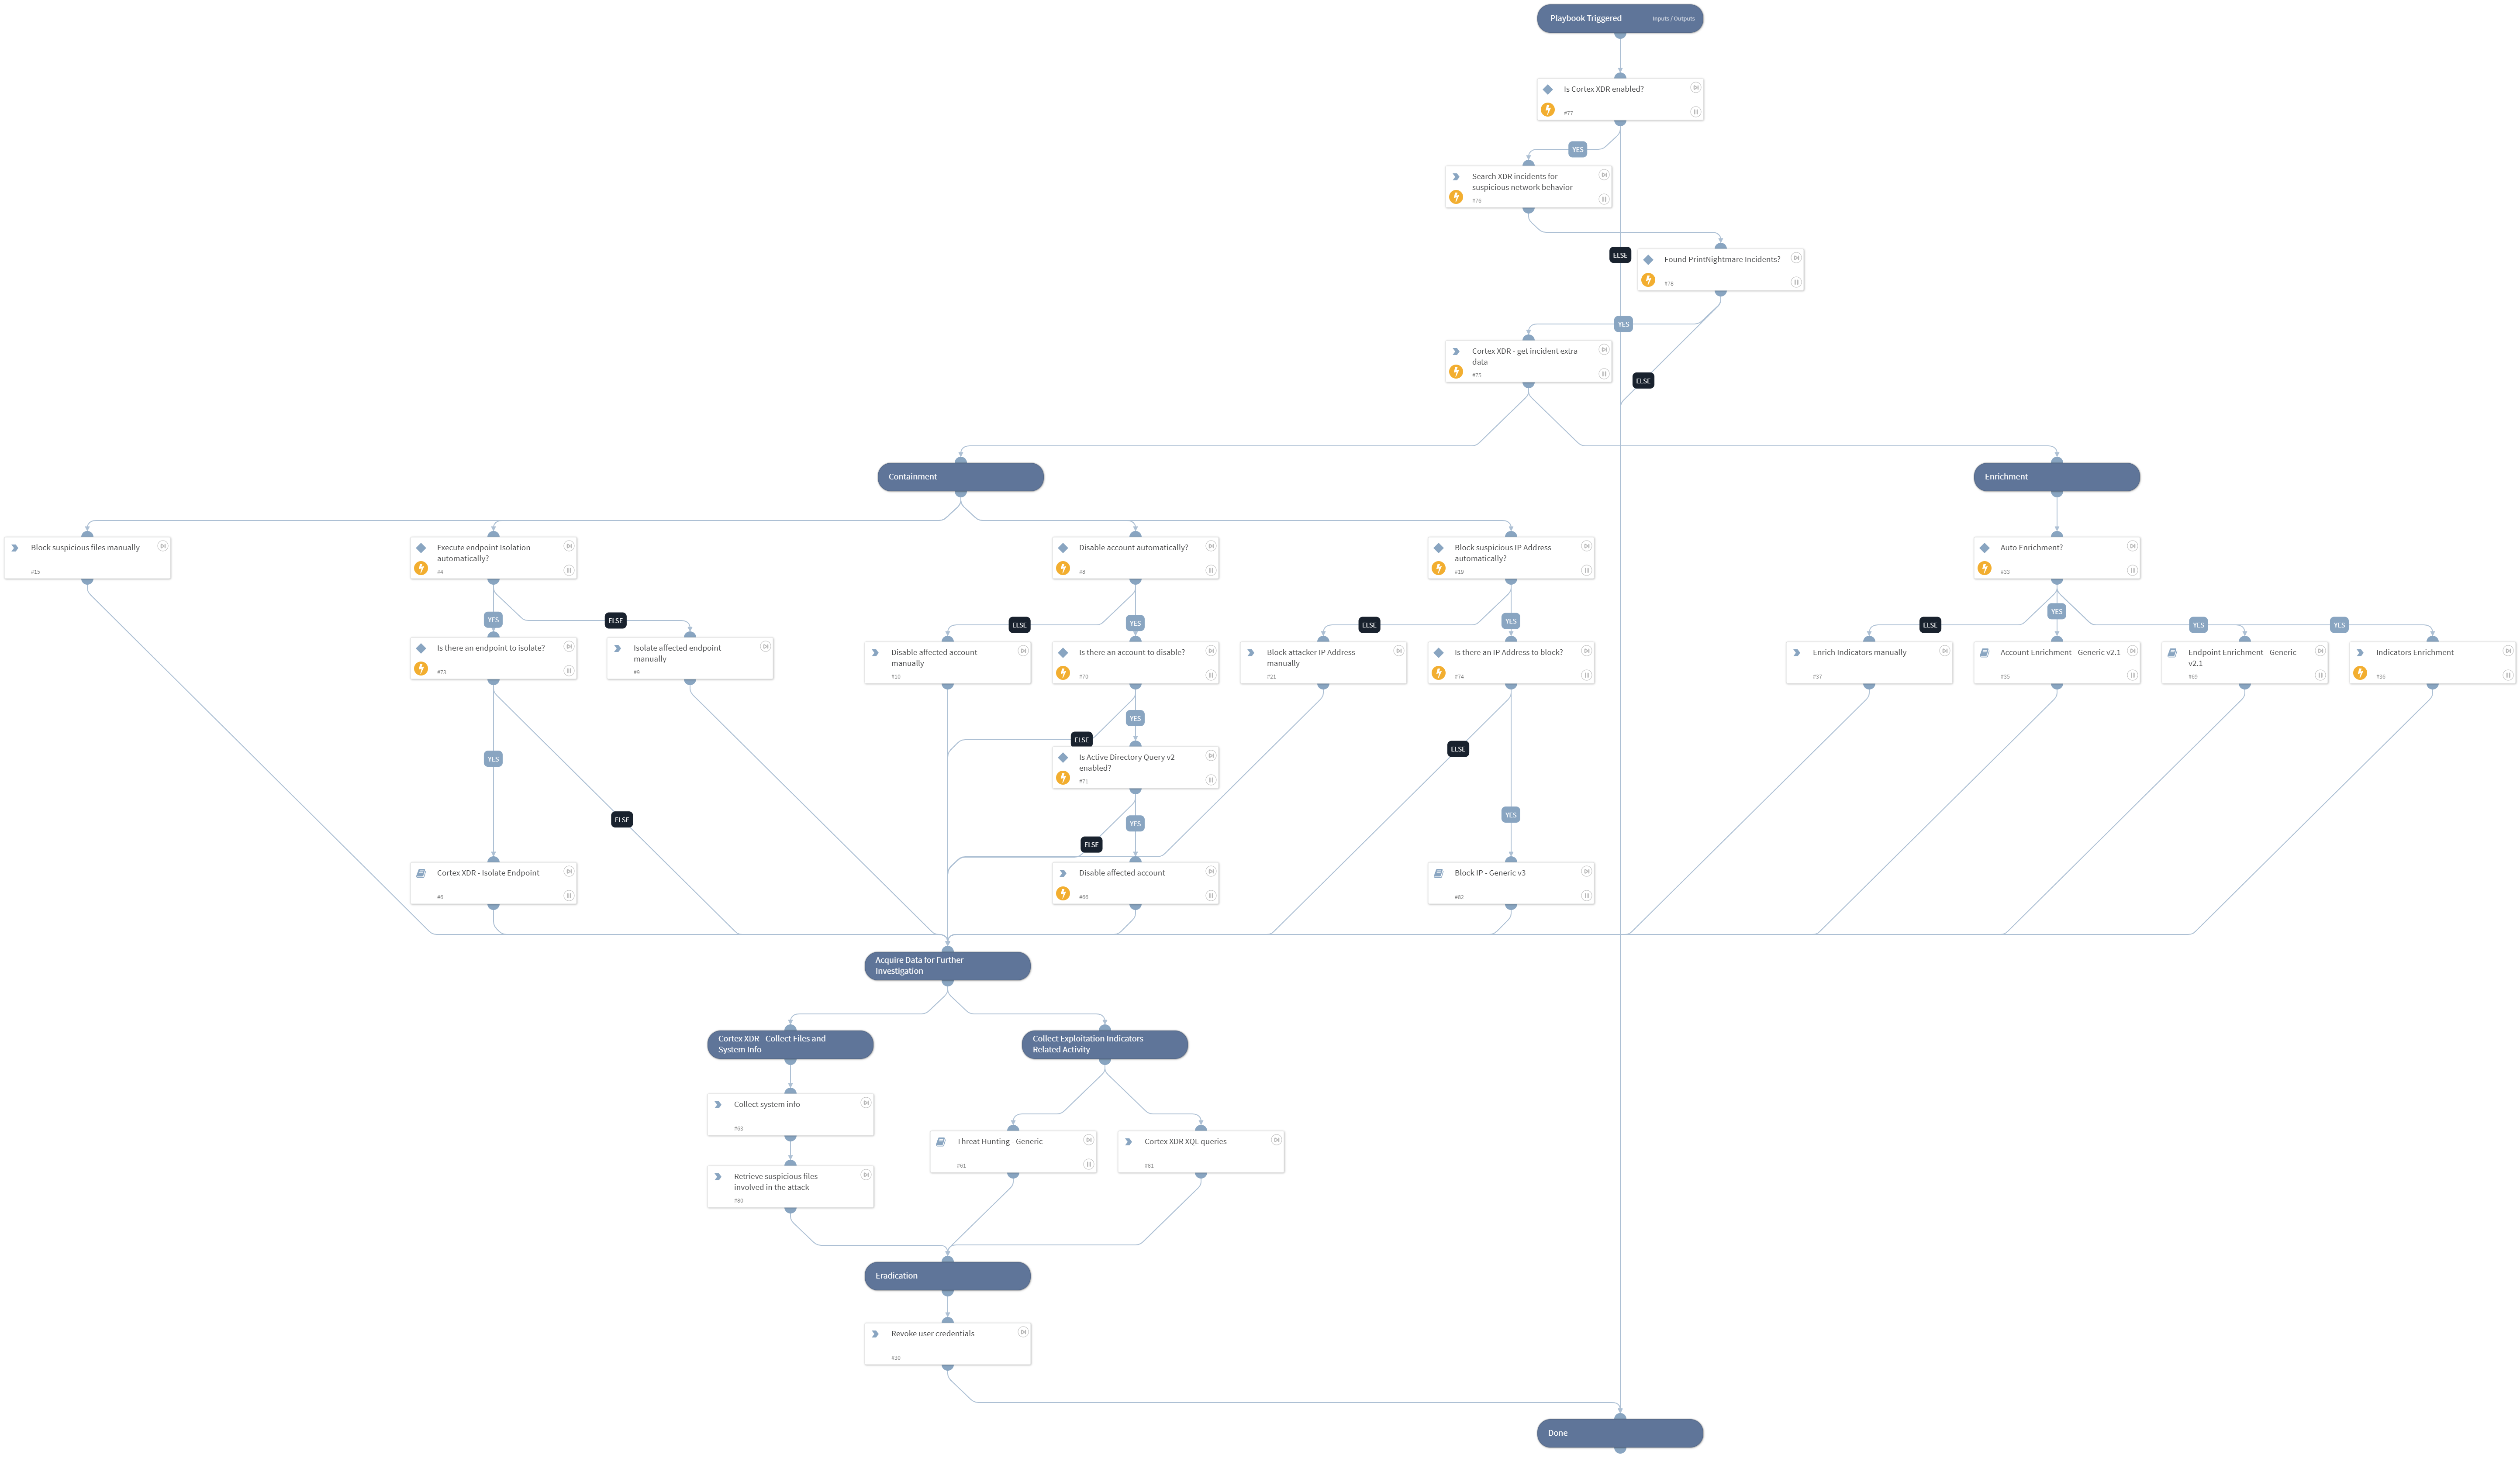 Playbook Triggered
Inputs / Outputs
Is Cortex XDR enabled?
#77
YES
Search XDR incidents for
suspicious network behavior
#76
ELSE
Found PrintNightmare Incidents?
#78
YES
Cortex XDR - get incident extra
data
#75
ELSE
Containment
Enrichment
Block suspicious files manually
#15
Execute endpoint Isolation
automatically?
#4
Disable account automatically?
#8
Block suspicious IP Address
automatically?
#19
Auto Enrichment?
#33
YES
ELSE
ELSE
YES
ELSE
YES
ELSE
YES
YES
YES
Is there an endpoint to isolate?
#73
Isolate affected endpoint
manually
#9
Disable affected account
manually
#10
Is there an account to disable?
#70
Block attacker IP Address
manually
#21
Is there an IP Address to block?
#74
Enrich Indicators manually
#37
Account Enrichment - Generic v2.1
#35
Endpoint Enrichment - Generic
v2.1
#69
Indicators Enrichment
#36
YES
ELSE
ELSE
YES
Is Active Directory Query v2
enabled?
#71
ELSE
YES
YES
ELSE
Cortex XDR - Isolate Endpoint
#6
Disable affected account
#66
Block IP - Generic v3
#82
Acquire Data for Further
Investigation
Cortex XDR - Collect Files and
System Info
Collect Exploitation Indicators
Related Activity
Collect system info
#63
Threat Hunting - Generic
#61
Cortex XDR XQL queries
#81
Retrieve suspicious files
involved in the attack
#80
Eradication
Revoke user credentials
#30
Done